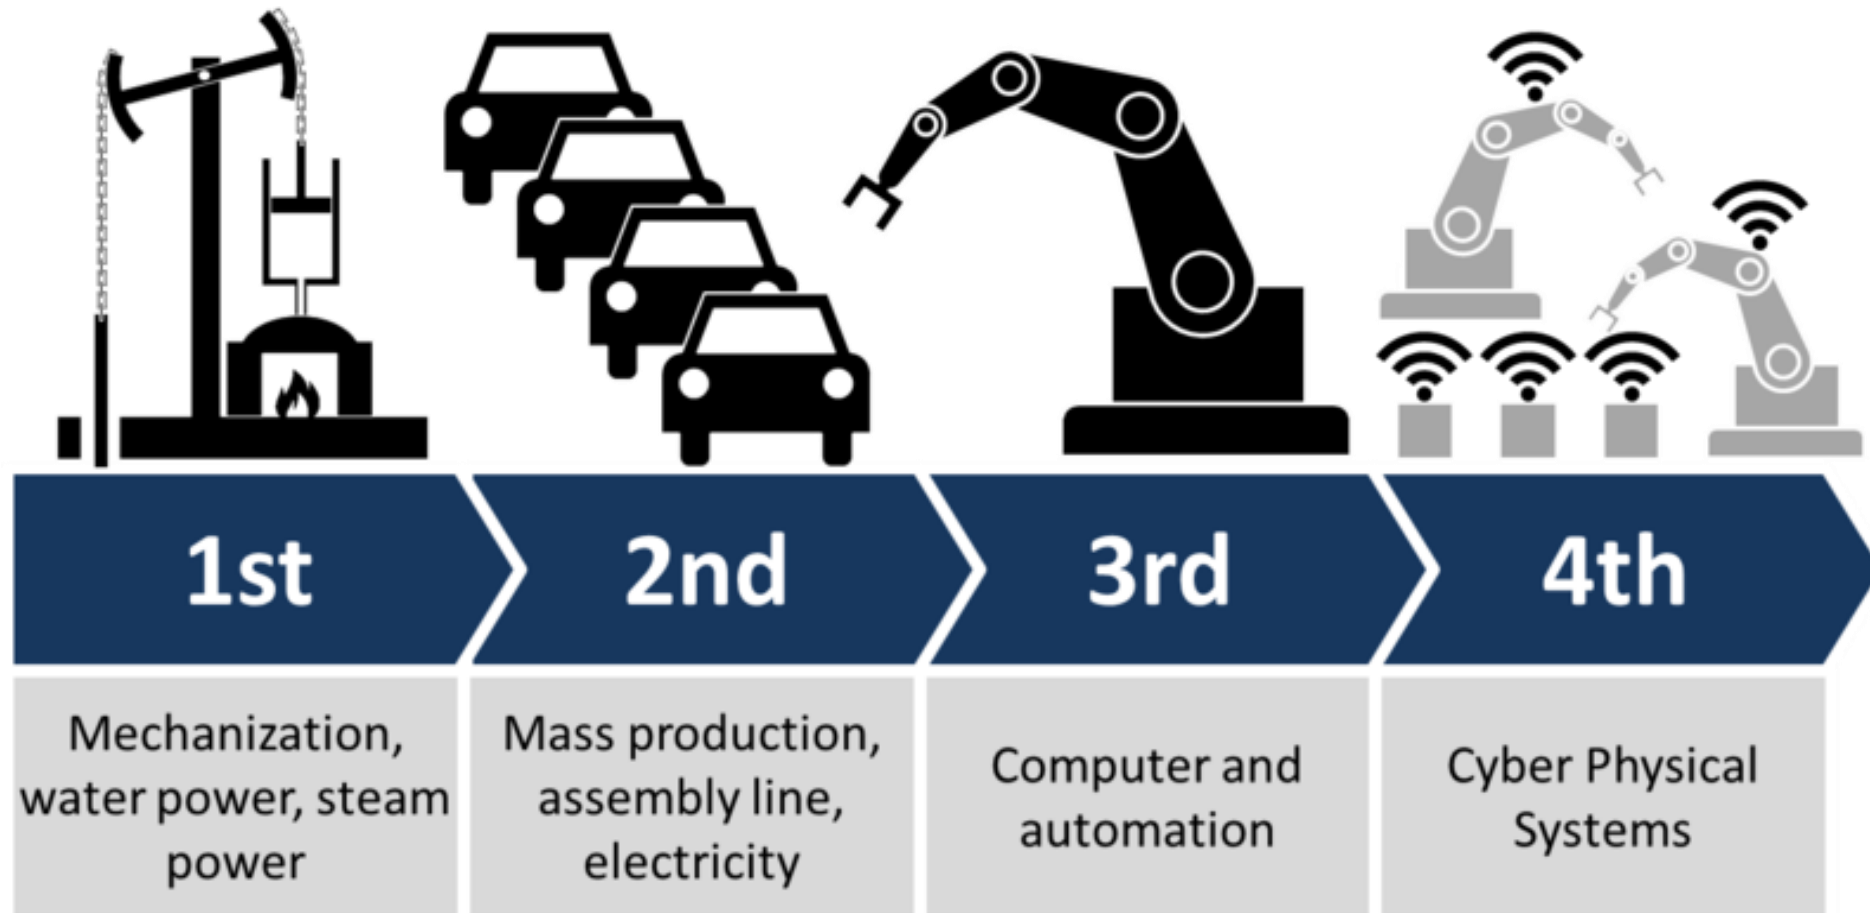 1st
2nd
3rd
4th
Mechanization,
water power, steam
power
Mass production,
assembly line,
electricity
Computer and
automation
Cyber Physical
Systems